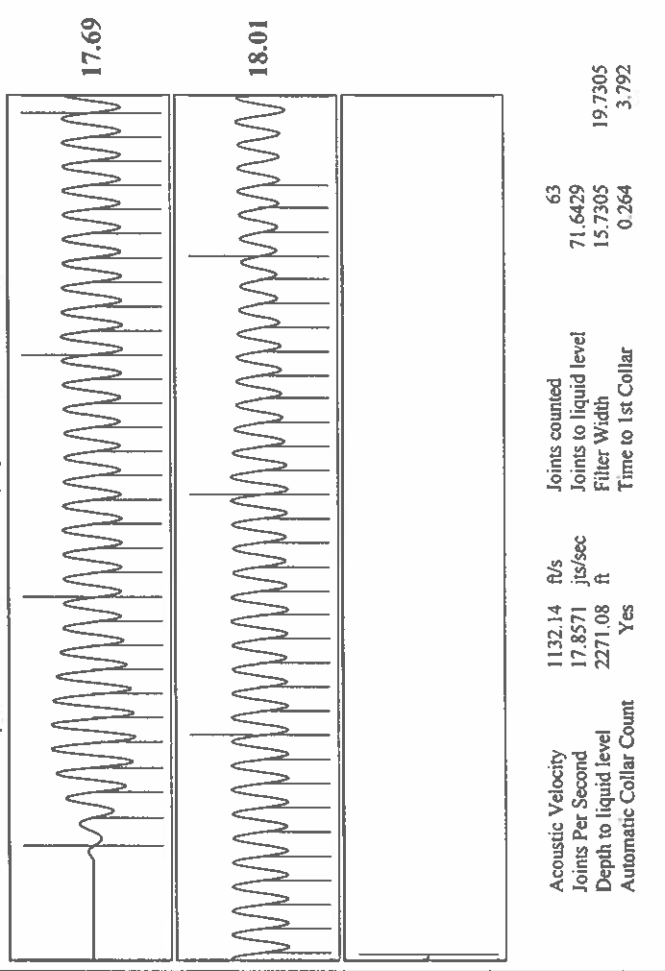 17.69
18.01
Acoustic Velocity 1132.14 ft/s Joints counted 63
Joints Per Second 17.8571 jts/sec Joints to liquid level 71.6429
Depth to liquid level 2271.08 ft Filter Width 15.7305 19.7305
Automatic Collar Count Yes Time to 1st Collar 0.264 3.792